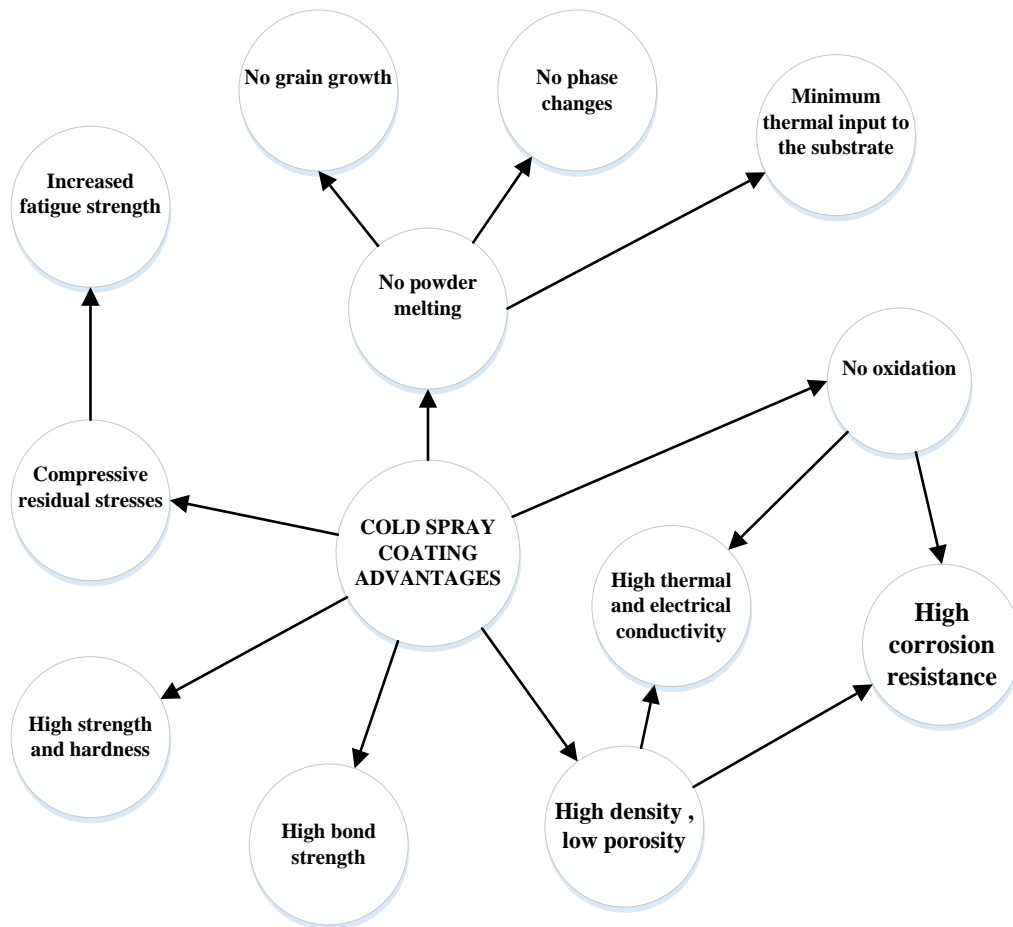 No grain growth
No phase
changes
Minimum
thermal input to
the substrate
Increased
fatigue strength
No powder
melting
No oxidation
Compressive
residual stresses
COLD SPRAY
COATING
ADVANTAGES
High thermal
and electrical
conductivity
High
corrosion
resistance
High strength
and hardness
High bond
strength
High density ,
low porosity